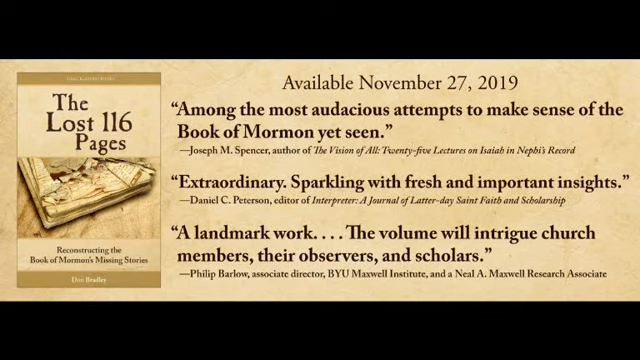 The
Lost 116
Pages
Reconstructing the
Book of Mormon's Missing Stories
Don Bradley
Available November 27, 2019
“Among the most audacious attempts to make sense of the
Book of Mormon yet seen.”
—Joseph M. Spencer, author of The Vision of All: Twenty-five Lectures on Isaiah in Nephi's Record
“Extraordinary. Sparkling with fresh and important insights.”
—Daniel C. Peterson, editor of Interpreter: A Journal of Latter-day Saint Faith and Scholarship
“A landmark work. . . . The volume will intrigue church
members, their observers, and scholars.”
—Philip Barlow, associate director, BYU Maxwell Institute, and a Neal A. Maxwell Research Associate